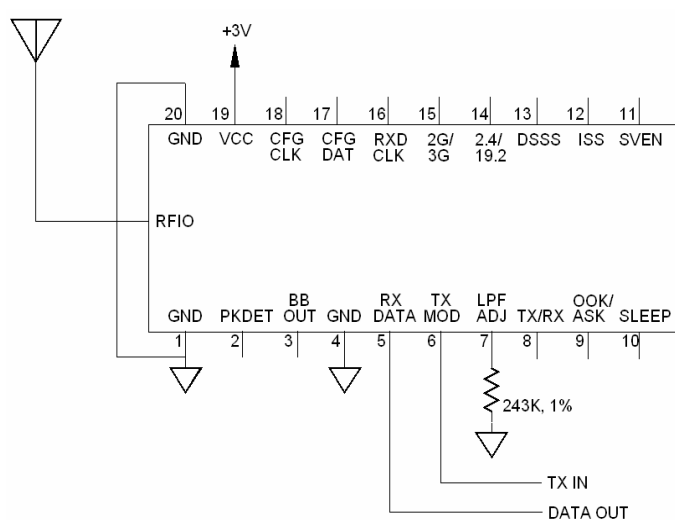 +3V
20 19 18 17 16 15 14 13 12 11
GND VCC CFG CLK CFG DAT RXD CLK 2G/ 3G 2.4/ 19.2 DSSS ISS SVEN
RFIO
GND PKDET BB OUT GND RX DATA TX MOD LPF ADJ TX/RX OOK/ ASK SLEEP
1 2 3 4 5 6 7 8 9 10
243K, 1%
TX IN
DATA OUT